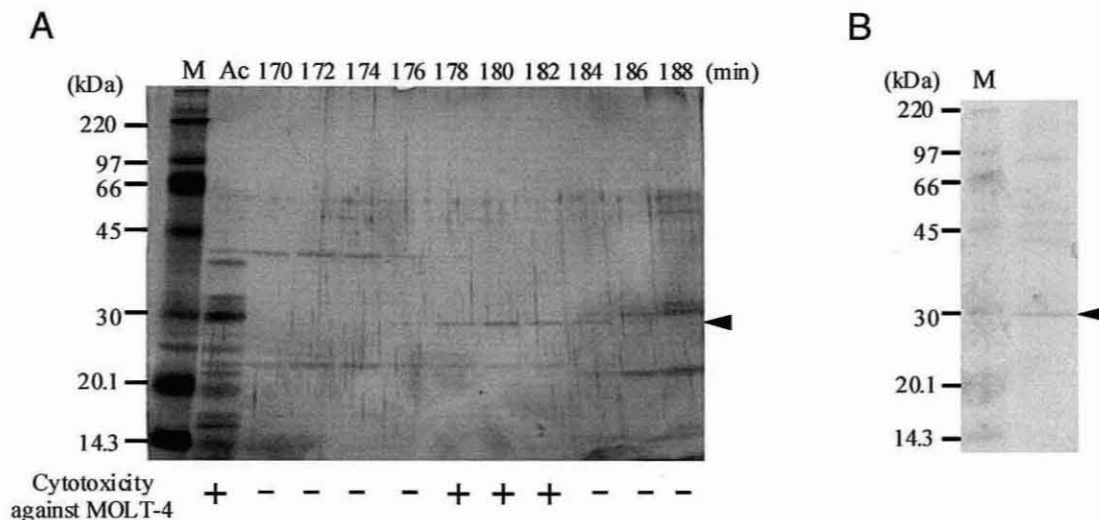 A
B
(kDa) M Ac 170 172 174 176 178 180 182 184 186 188 (min)
220
97
66
45
30
20.1
14.3
Cytotoxicity
against MOLT-4
+ - - - - + + + - - -
(kDa) M
220
97
66
45
30
20.1
14.3